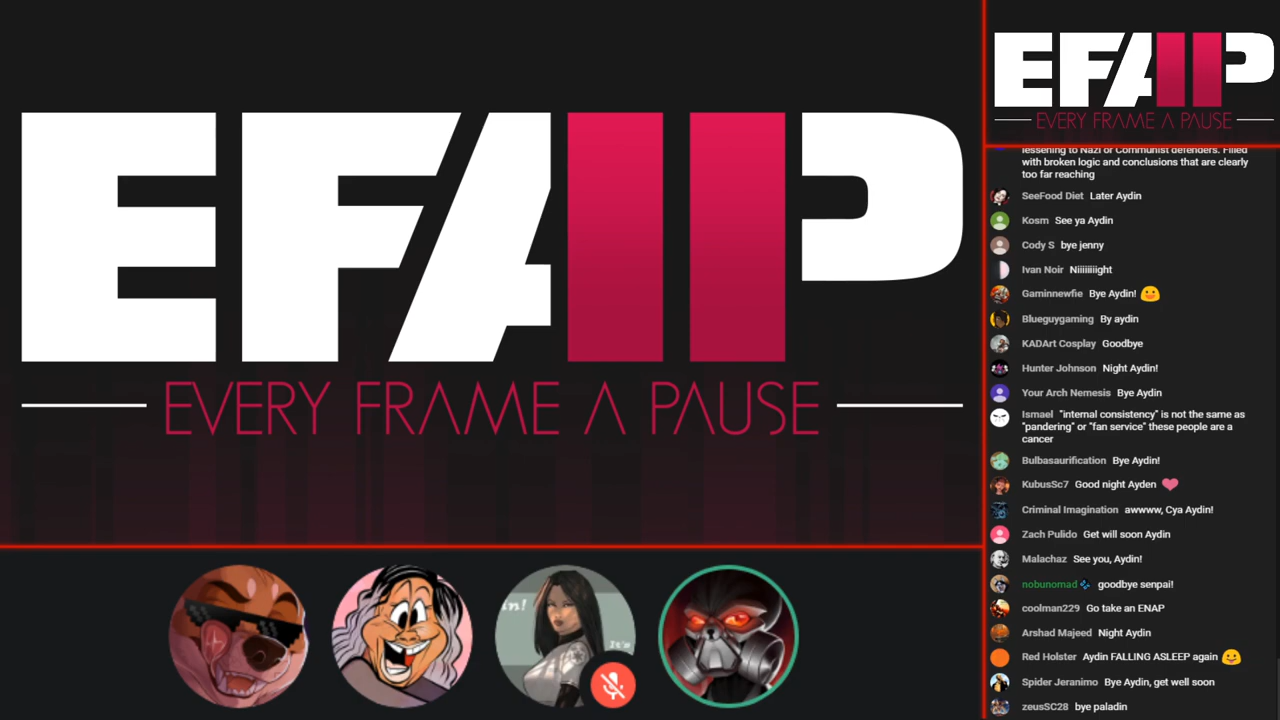 EFAP
EVERY FRAME A PAUSE
EFAP
EVERY FRAME A PAUSE
lessening to Nazi or Communist defenders. Filled
with broken logic and conclusions that are clearly
too far reaching
SeeFood Diet Later Aydin
Kosm See ya Aydin
Cody S bye jenny
Ivan Noir Niiiiiiiight
Gaminnewfie Bye Aydin!
Blueguygaming By aydin
KADArt Cosplay Goodbye
Hunter Johnson Night Aydin!
Your Arch Nemesis Bye Aydin
Ismael "internal consistency" is not the same as
"pandering" or "fan service" these people are a
cancer
Bulbasaurification Bye Aydin!
KubusSc7 Good night Ayden
Criminal Imagination awwww, Cya Aydin!
Zach Pulido Get will soon Aydin
Malachaz See you, Aydin!
nobunomad goodbye senpai!
coolman229 Go take an ENAP
Arshad Majeed Night Aydin
Red Holster Aydin FALLING ASLEEP again
Spider Jeranimo Bye Aydin, get well soon
zeusSC28 bye paladin
in!
It's